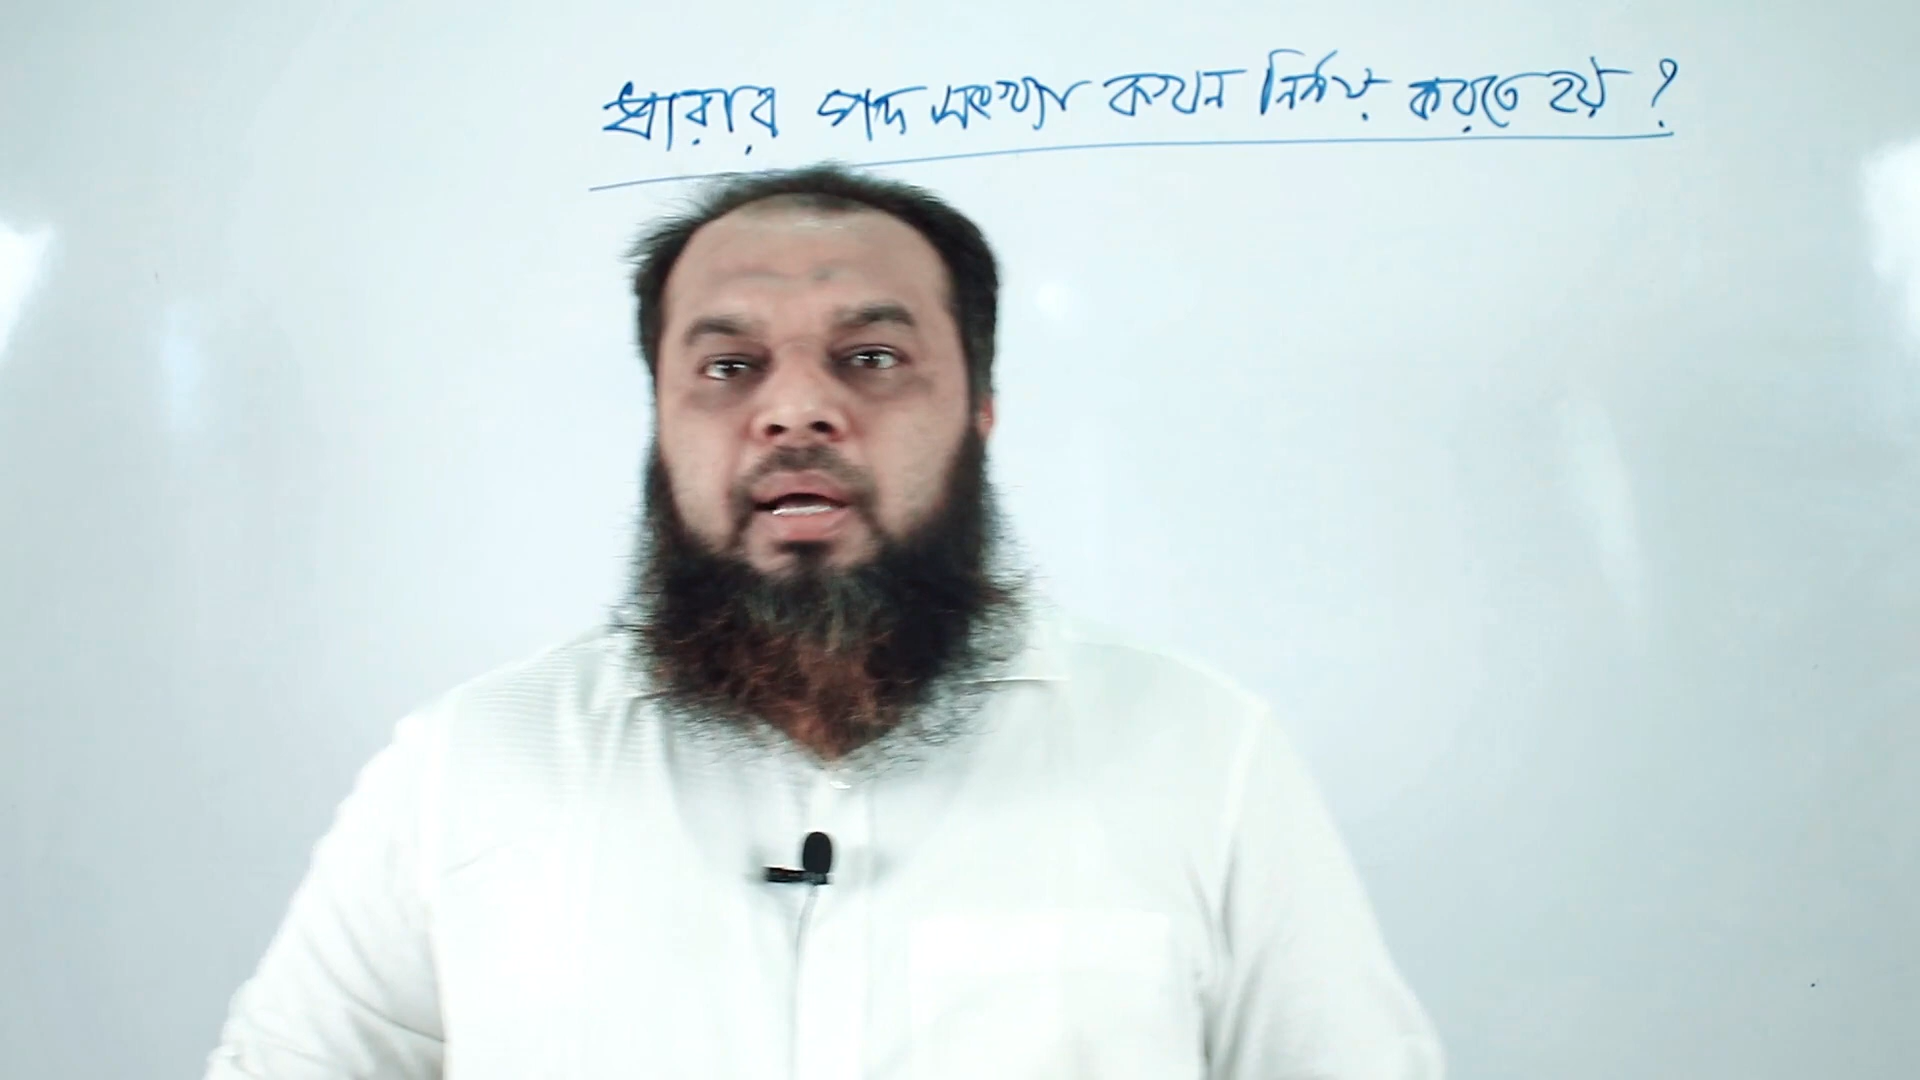 ধারার পদ সংখ্যা কখন নির্ণয় করতে হয় ?